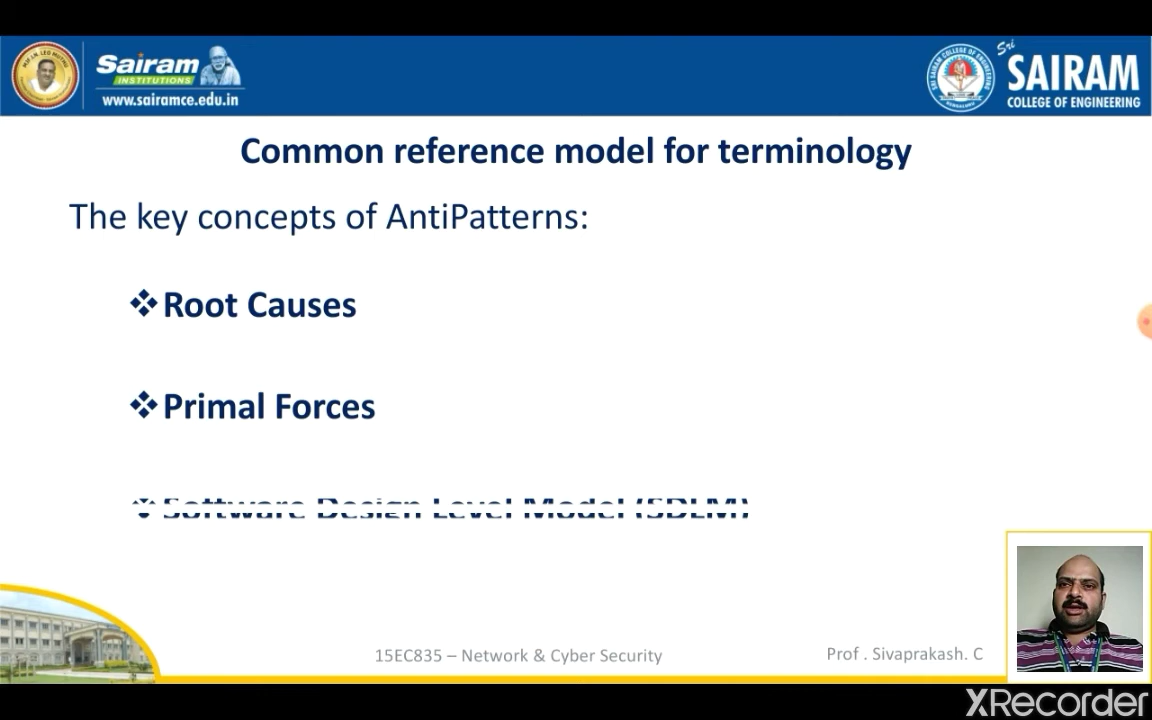 Sairam
INSTITUTIONS
www.sairamce.edu.in
Sri
SAIRAM
COLLEGE OF ENGINEERING
Common reference model for terminology
The key concepts of AntiPatterns:
❖Root Causes
❖Primal Forces
❖Software Design Level Model (SDLM)
15EC835 – Network & Cyber Security
Prof . Sivaprakash. C
XRecorder